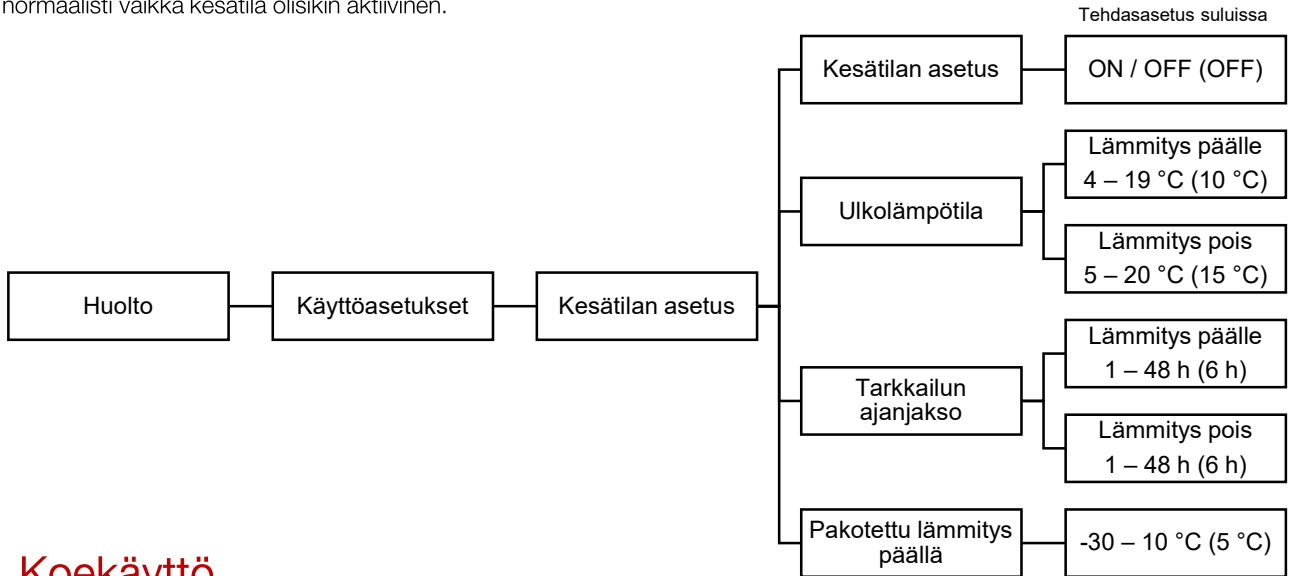 normaalisti vaikka kesätila olisikin aktiivinen.
Tehdasasetus suluissa
Kesätilan asetus
ON / OFF (OFF)
Lämmitys päälle
4 – 19 °C (10 °C)
Ulkolämpötila
Lämmitys pois
5 – 20 °C (15 °C)
Huolto
Käyttöasetukset
Kesätilan asetus
Lämmitys päälle
1 – 48 h (6 h)
Tarkkailun
ajanjakso
Lämmitys pois
1 – 48 h (6 h)
Pakotettu lämmitys
päällä
-30 – 10 °C (5 °C)
Koekäyttö